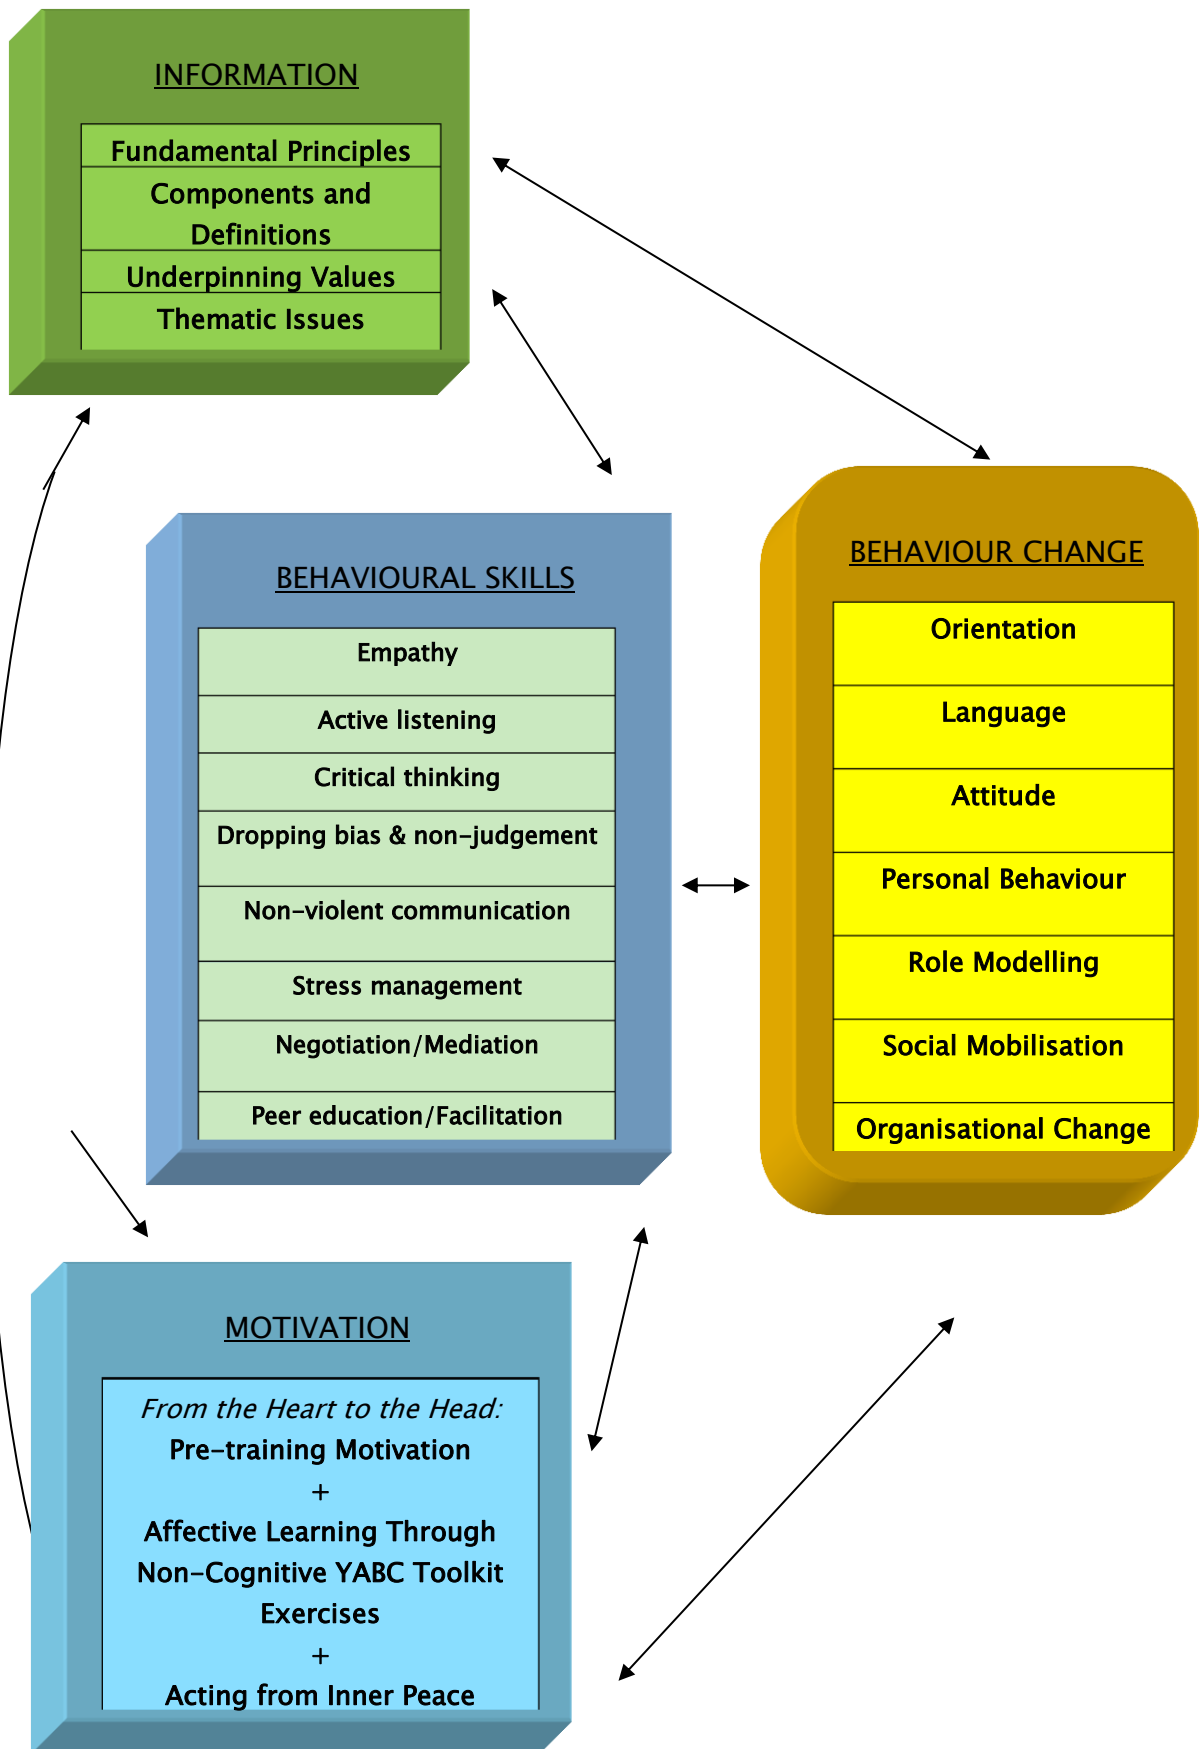 INFORMATION
Fundamental Principles
Components and
Definitions
Underpinning Values
Thematic Issues
BEHAVIOURAL SKILLS
Empathy
Active listening
Critical thinking
Dropping bias & non-judgement
Non-violent communication
Stress management
Negotiation/Mediation
Peer education/Facilitation
BEHAVIOUR CHANGE
Orientation
Language
Attitude
Personal Behaviour
Role Modelling
Social Mobilisation
Organisational Change
MOTIVATION
From the Heart to the Head:
Pre-training Motivation
+
Affective Learning Through
Non-Cognitive YABC Toolkit
Exercises
+
Acting from Inner Peace